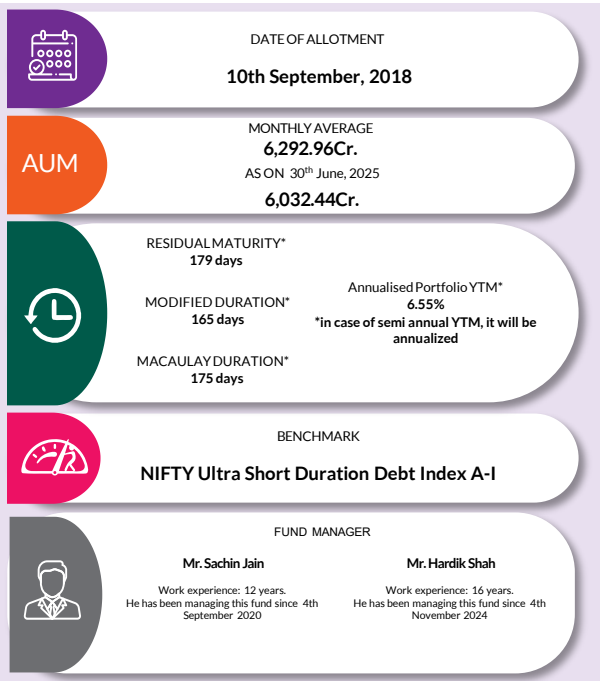 DATE OF ALLOTMENT
10th September, 2018
AUM
MONTHLY AVERAGE
6,292.96Cr.
AS ON 30th June, 2025
6,032.44Cr.
RESIDUAL MATURITY*
179 days
MODIFIED DURATION*
165 days
MACAULAY DURATION*
175 days
Annualised Portfolio YTM*
6.55%
*in case of semi annual YTM, it will be
annualized
BENCHMARK
NIFTY Ultra Short Duration Debt Index A-I
FUND MANAGER
Mr. Sachin Jain
Work experience: 12 years.
He has been managing this fund since 4th
September 2020
Mr. Hardik Shah
Work experience: 16 years.
He has been managing this fund since 4th
November 2024